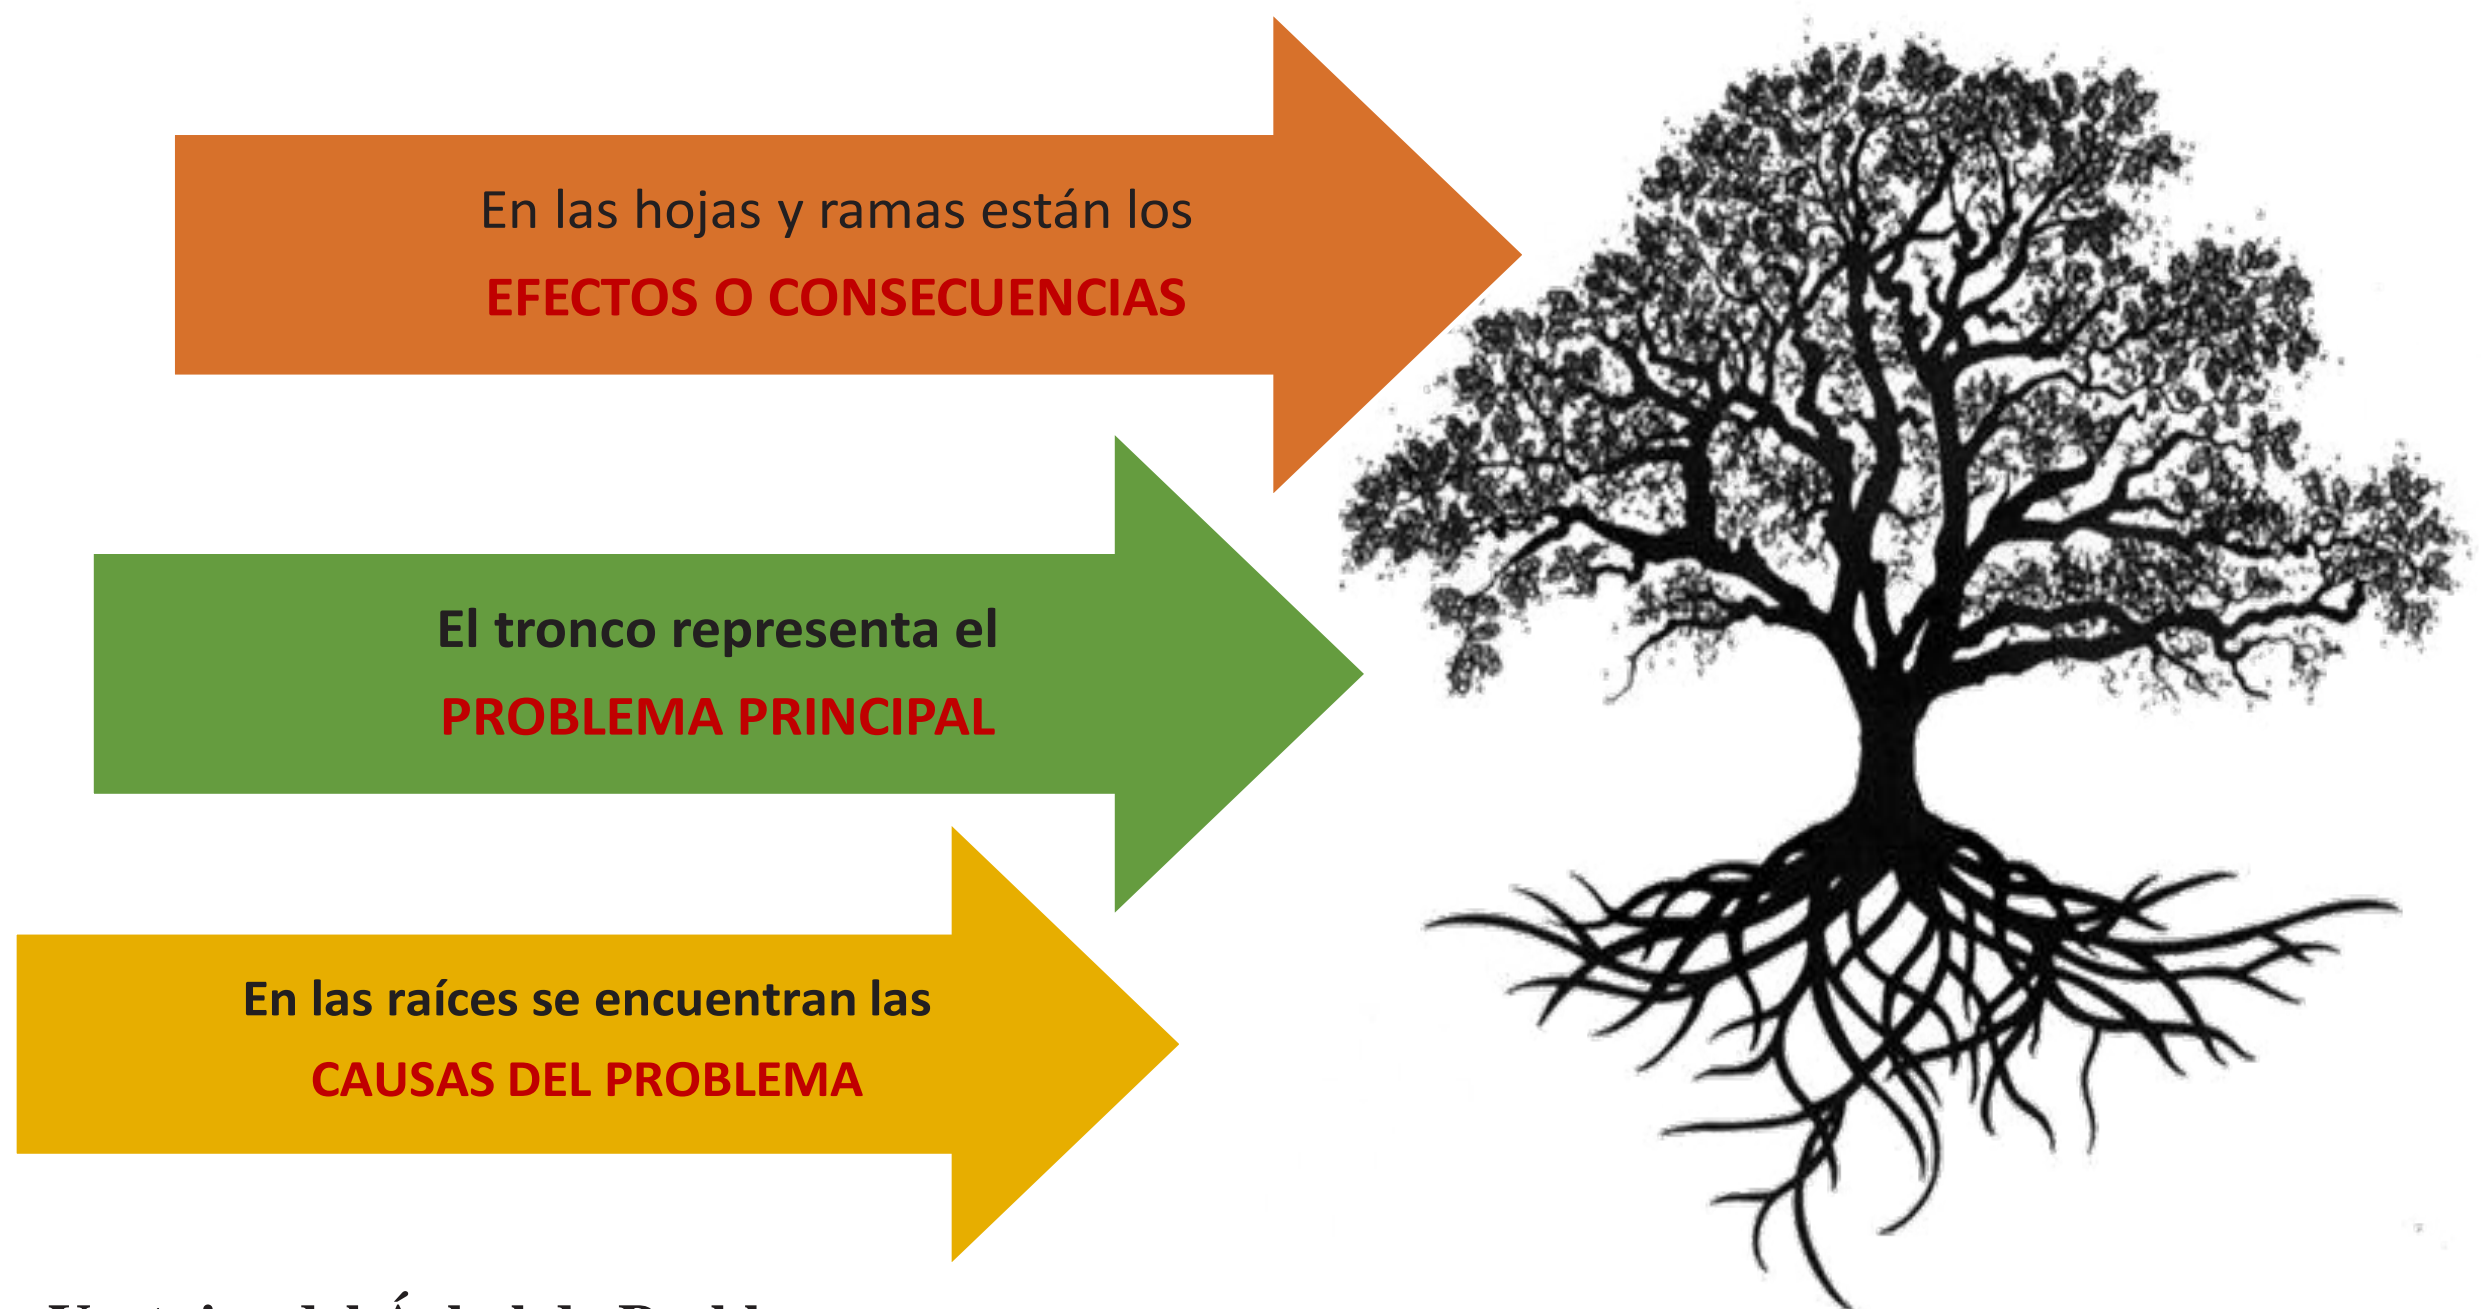 En las hojas y ramas están los
EFECTOS O CONSECUENCIAS
El tronco representa el
PROBLEMA PRINCIPAL
En las raíces se encuentran las
CAUSAS DEL PROBLEMA